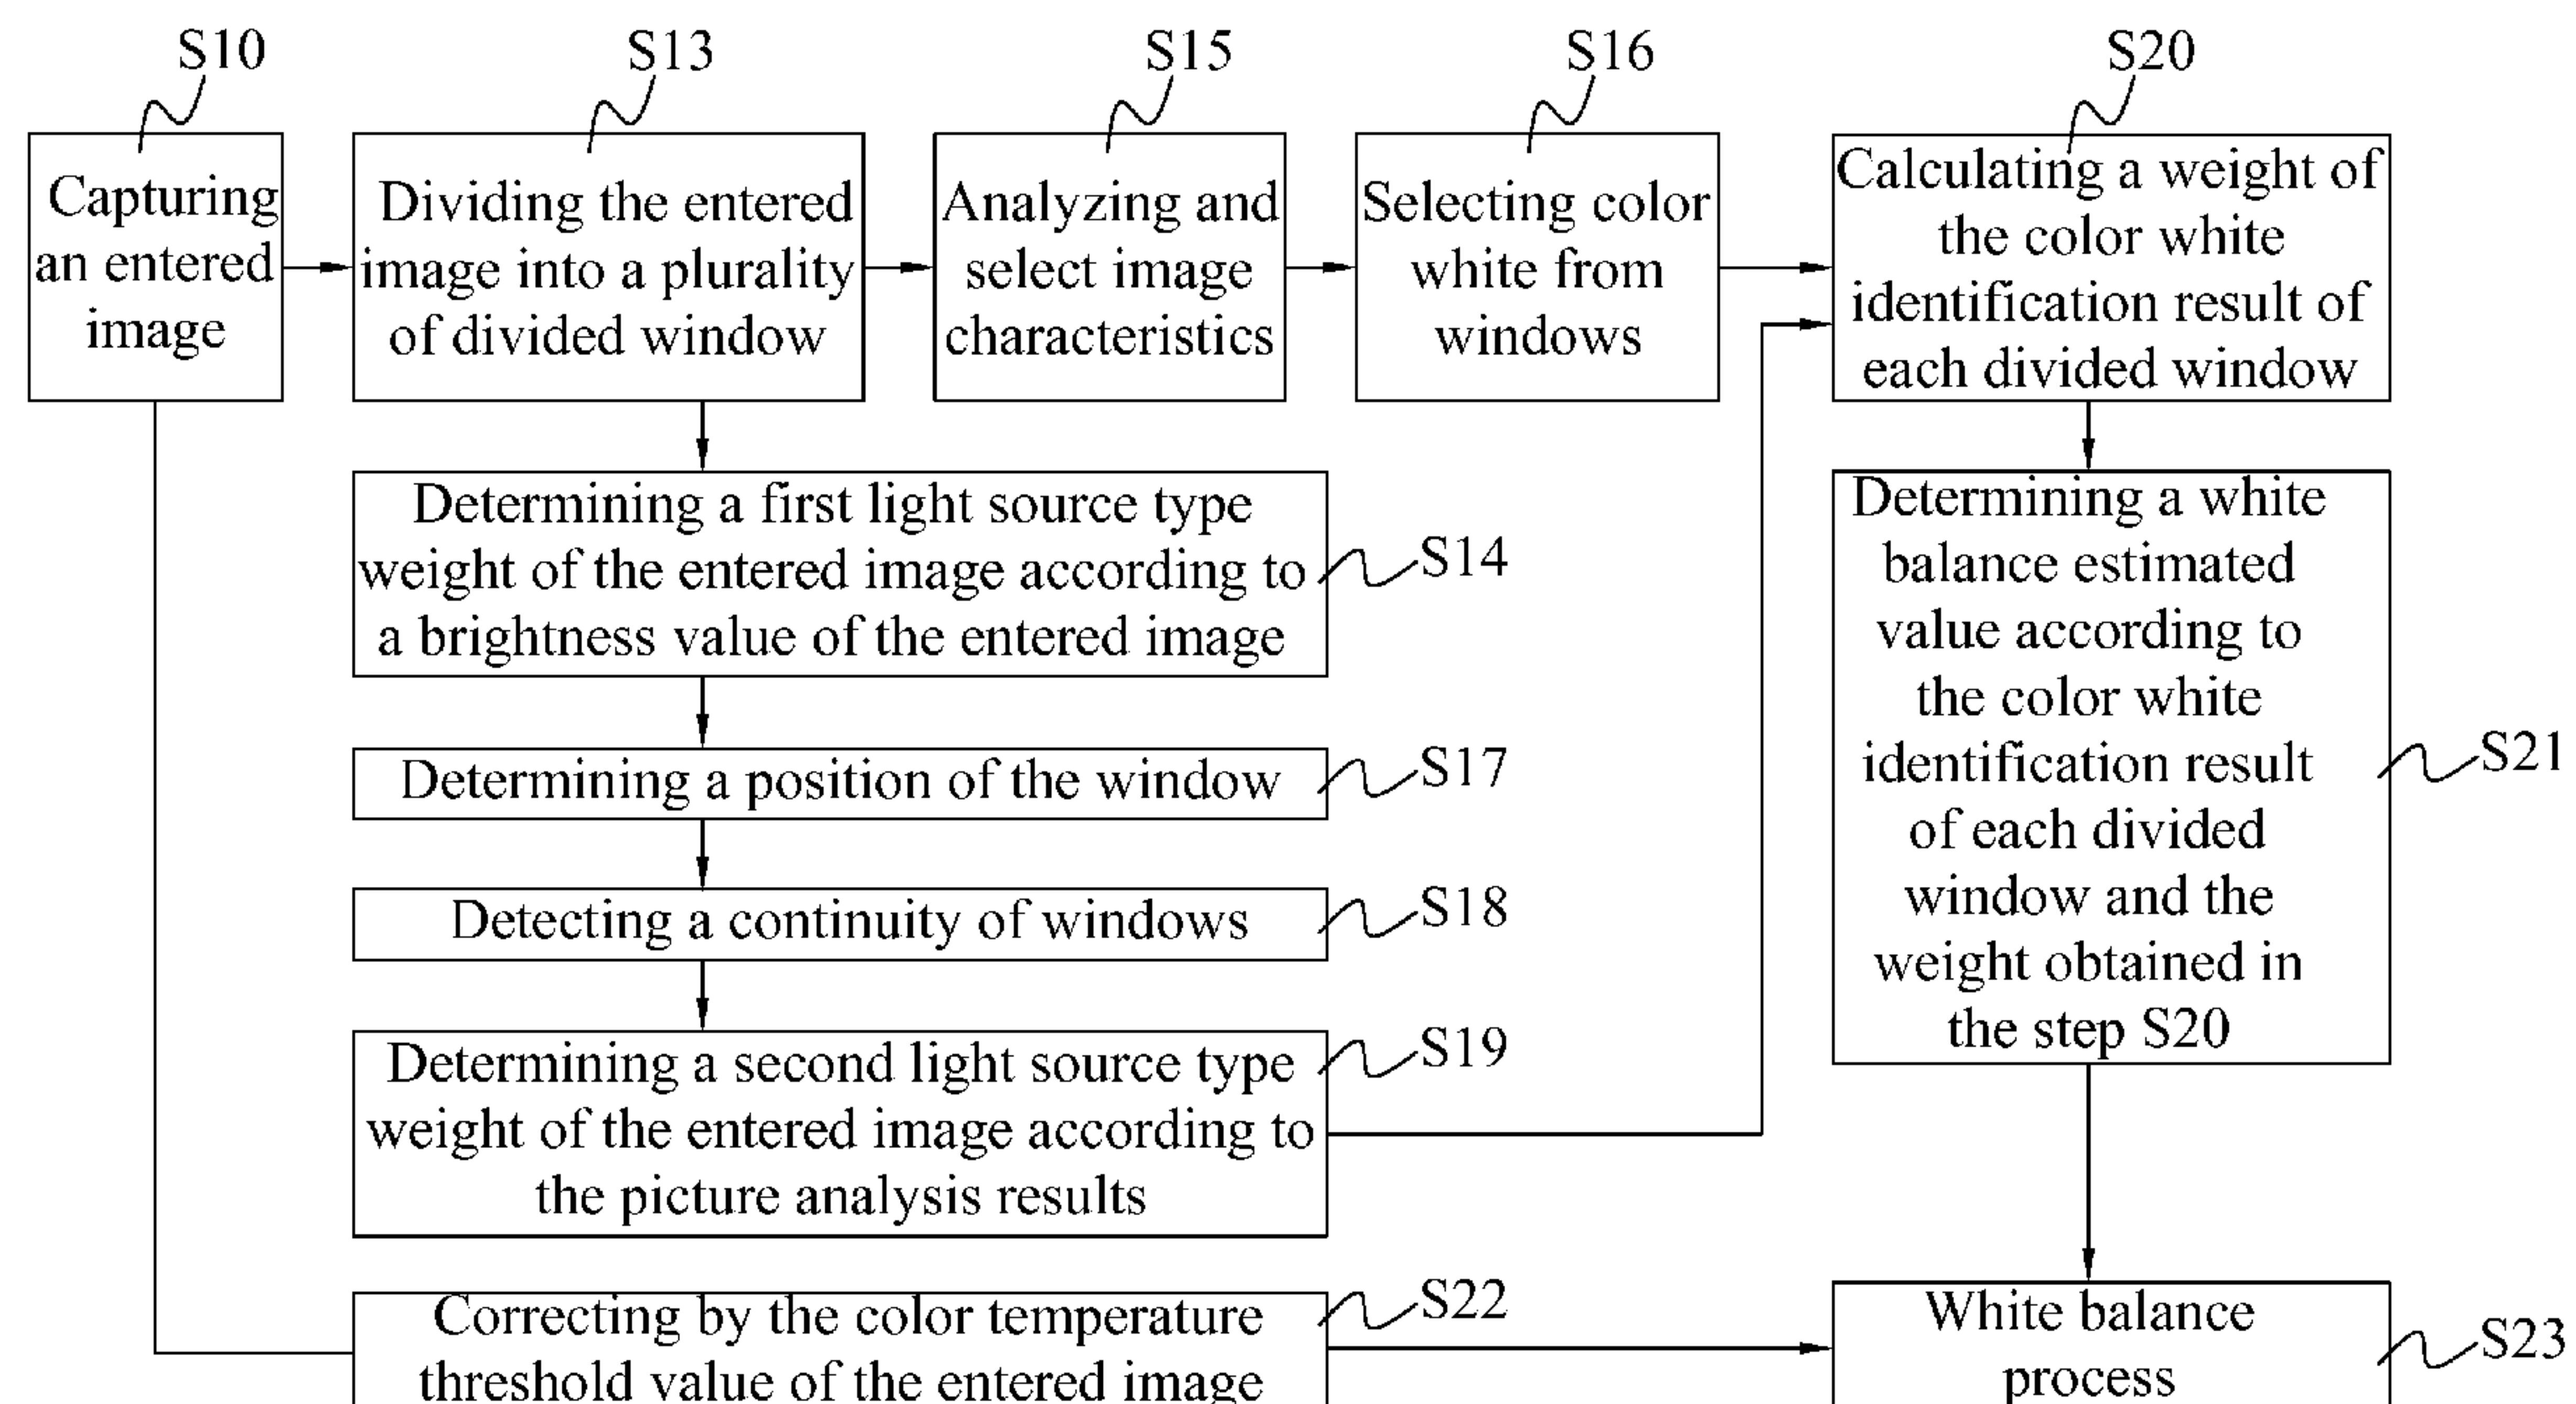 S10
S13
S15
S16
S20
Capturing
an entered
image
Dividing the entered
image into a plurality
of divided window
Analyzing and
select image
characteristics
Selecting color
white from
windows
Calculating a weight of
the color white
identification result of
each divided window
Determining a first light source type
weight of the entered image according to
a brightness value of the entered image
S14
Determining a position of the window
S17
Detecting a continuity of windows
S18
Determining a second light source type
weight of the entered image according to
the picture analysis results
S19
Determining a white
balance estimated
value according to
the color white
identification result
of each divided
window and the
weight obtained in
the step S20
S21
Correcting by the color temperature
threshold value of the entered image
S22
White balance
process
S23